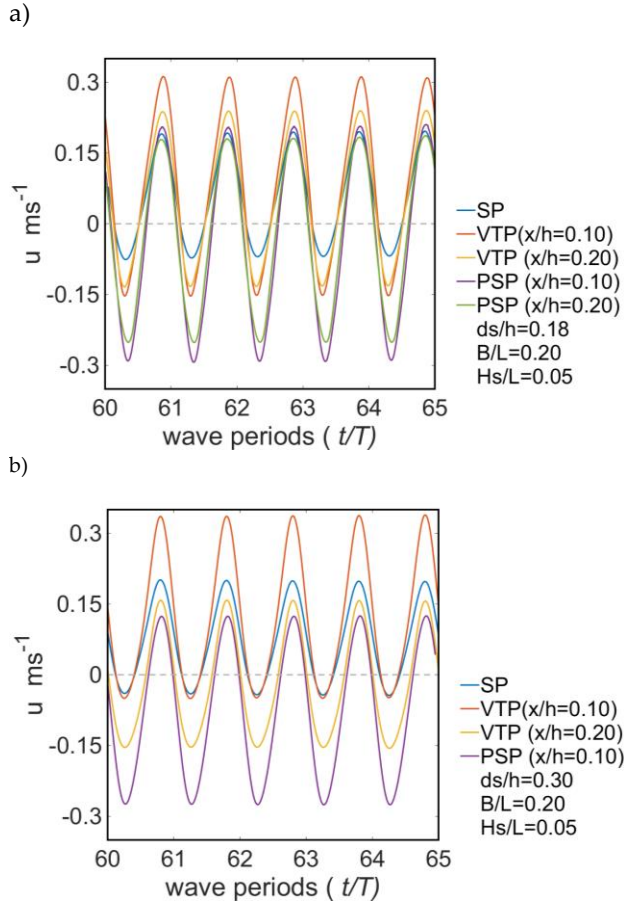 a)
0.3
0.15
0
-0.15
-0.3
u ms-1
60 61 62 63 64 65
wave periods ( t/T)
SP
VTP(x/h=0.10)
VTP (x/h=0.20)
PSP (x/h=0.10)
PSP (x/h=0.20)
ds/h=0.18
B/L=0.20
Hs/L=0.05
b)
0.3
0.15
0
-0.15
-0.3
u ms-1
60 61 62 63 64 65
wave periods ( t/T)
SP
VTP(x/h=0.10)
VTP (x/h=0.20)
PSP (x/h=0.10)
ds/h=0.30
B/L=0.20
Hs/L=0.05